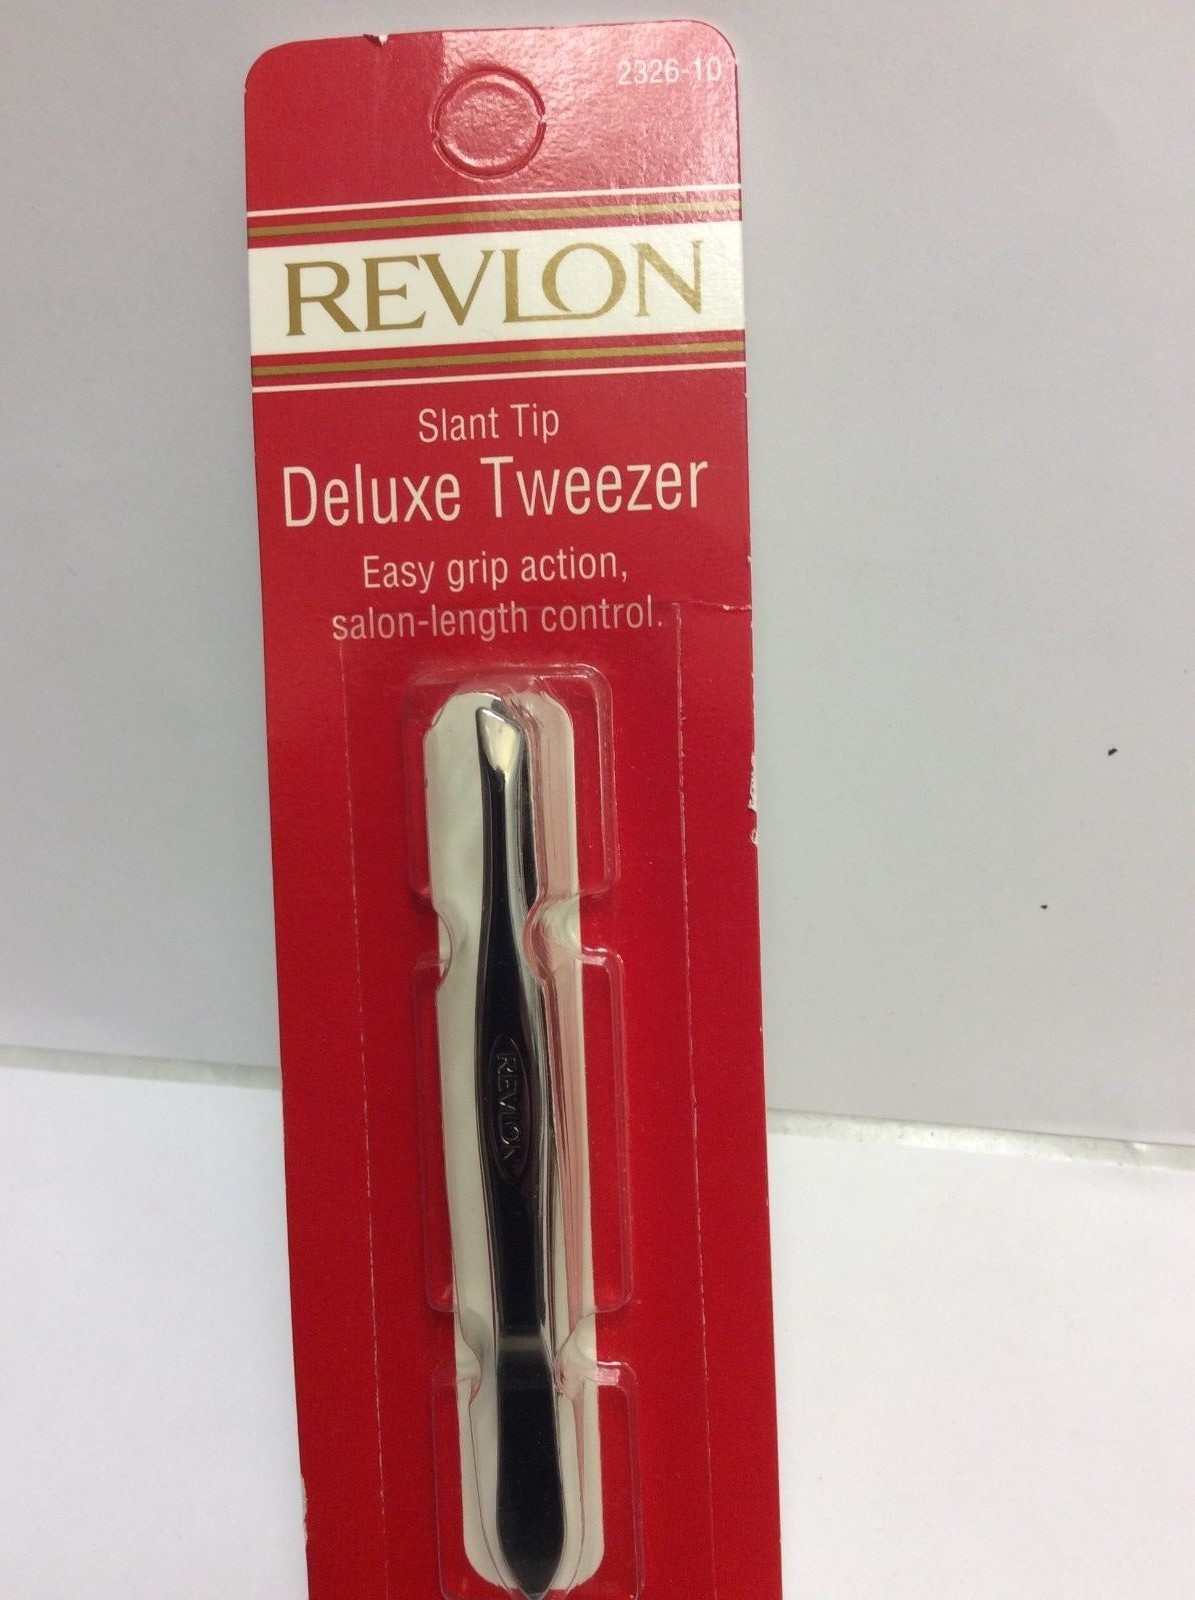 2326-10
REVLON
Slant Tip
Deluxe Tweezer
Easy grip action,
salon-length control.
REVLON